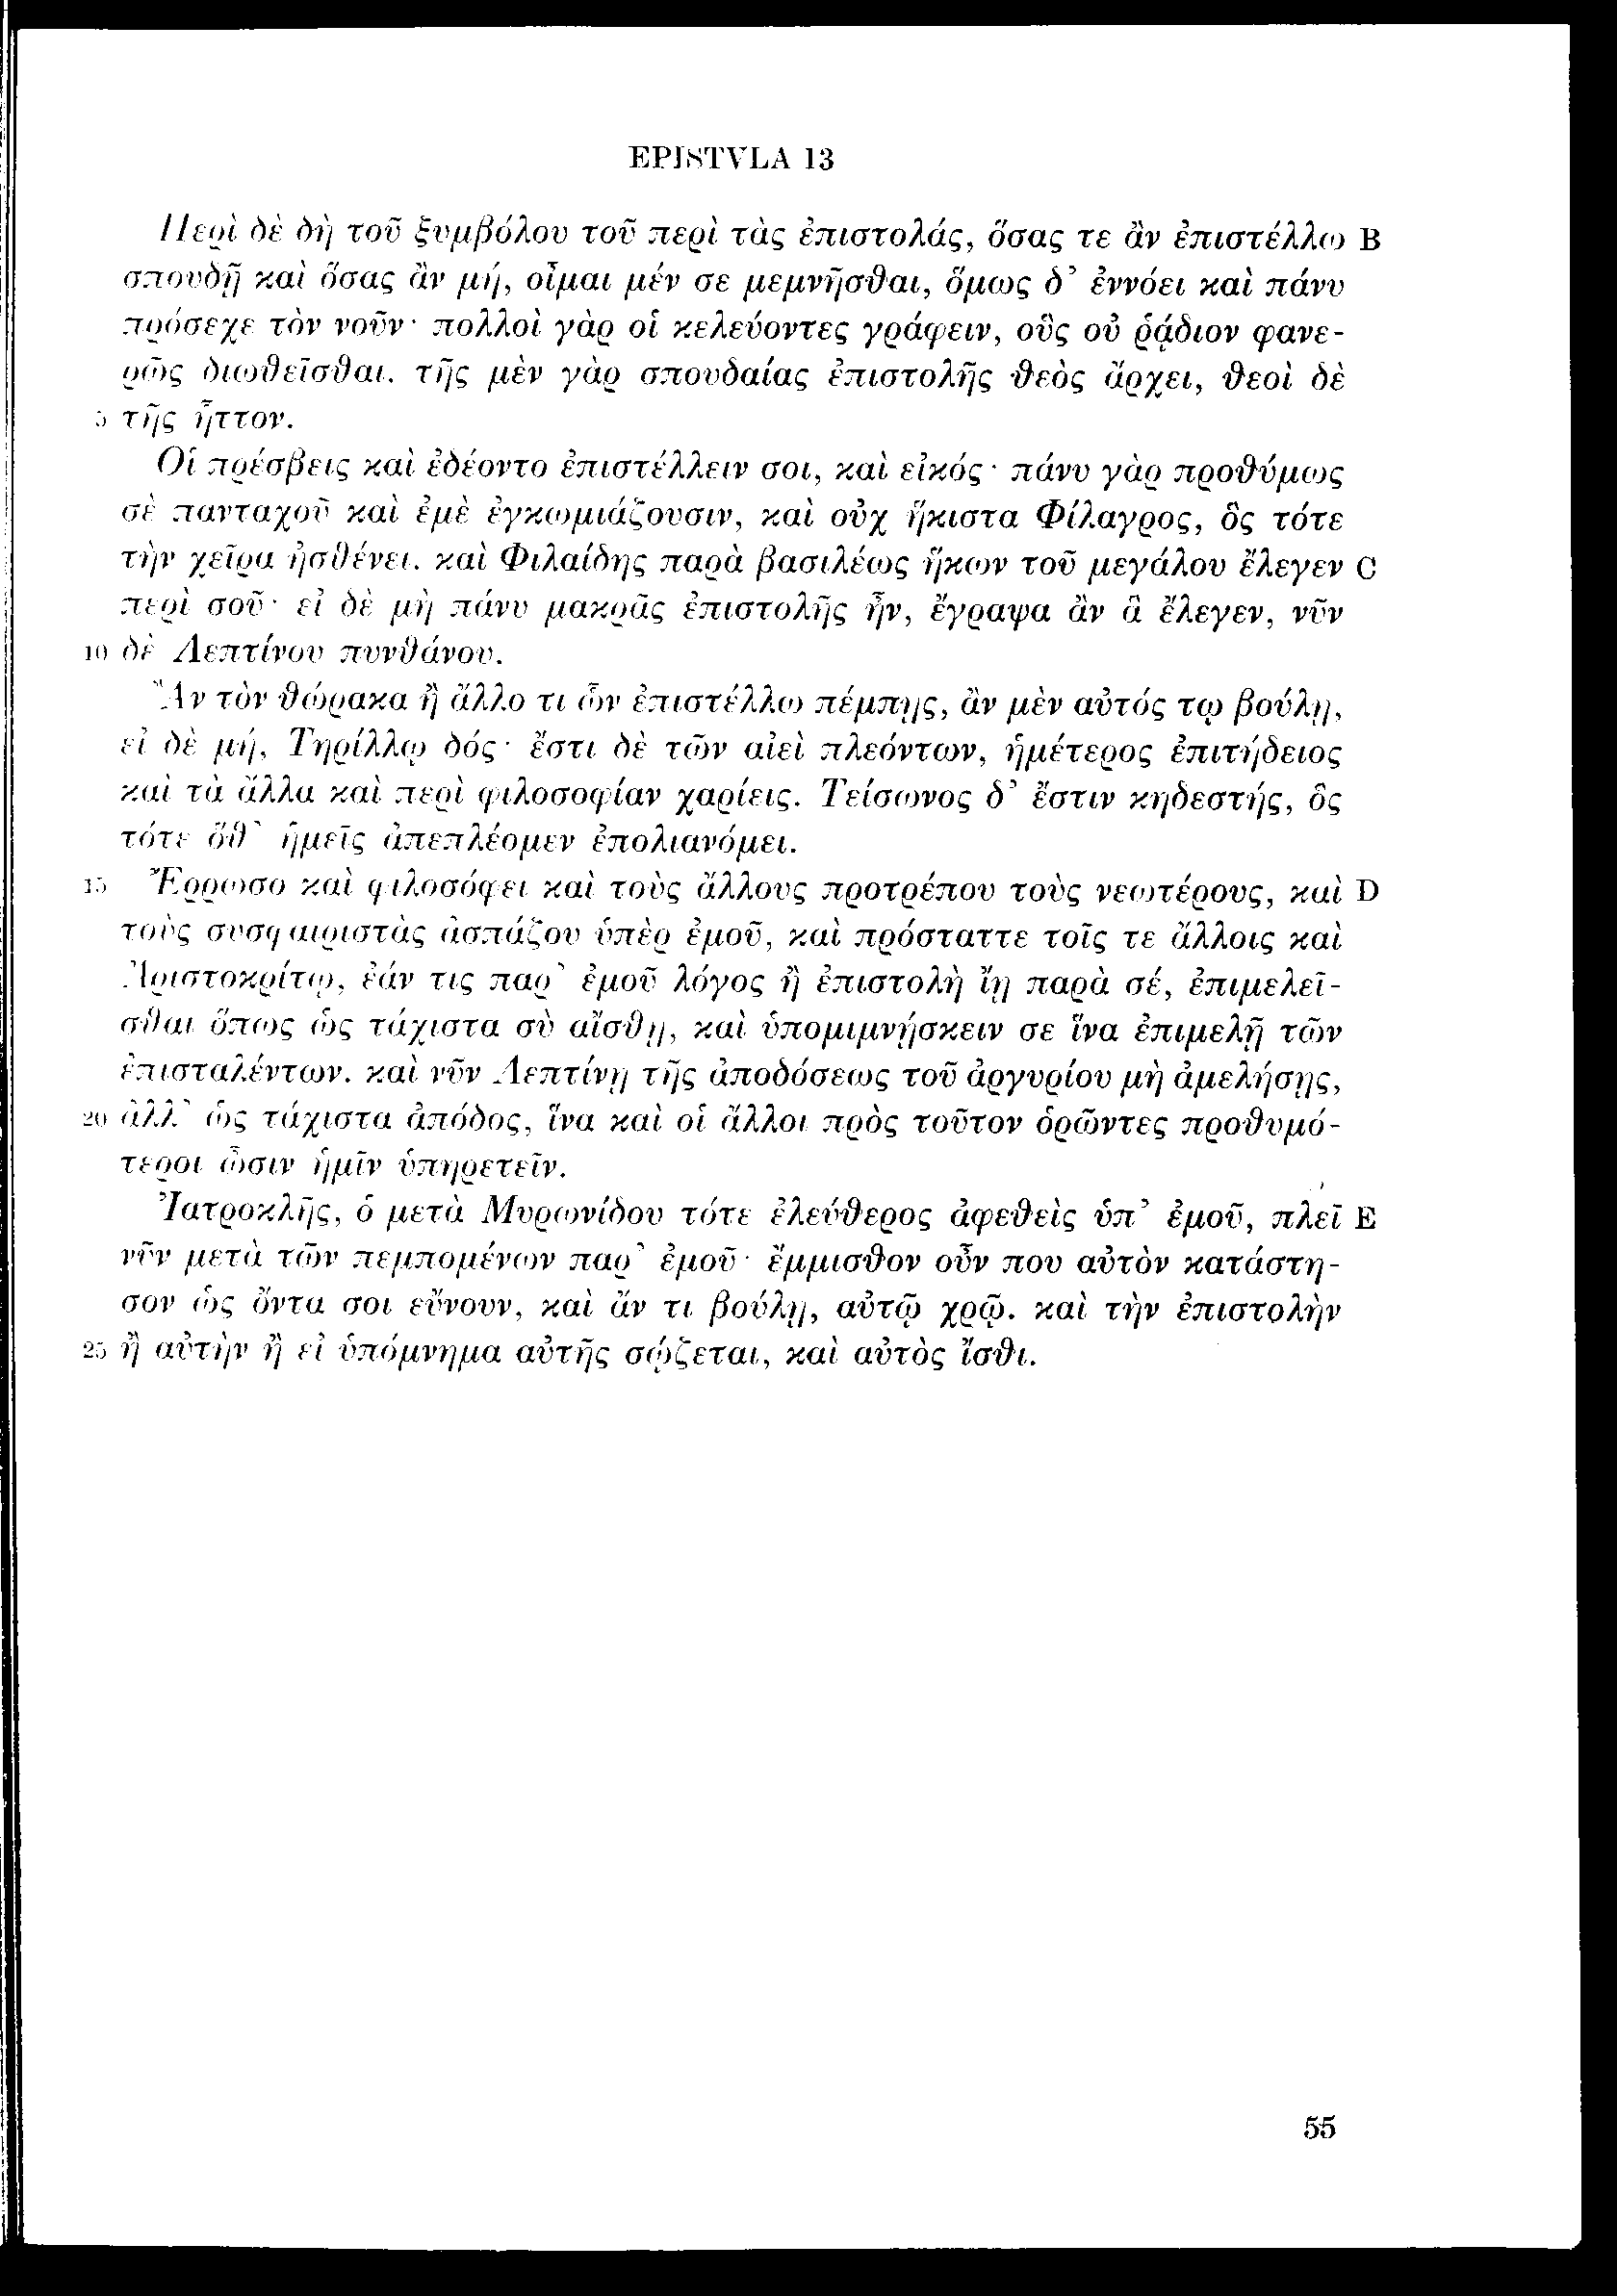 EPISTVLA 13
Περὶ δὲ δὴ τοῦ ξυμβόλου τοῦ περὶ τὰς ἐπιστολάς, ὅσας τε ἂν ἐπιστέλλω B
σπουδῇ καὶ ὅσας ἂν μή, οἶμαι μέν σε μεμνῆσθαι, ὅμως δ’ ἐννόει καὶ πάνυ
πρόσεχε τὸν νοῦν· πολλοὶ γὰρ οἱ κελεύοντες γράφειν, οὓς οὐ ῥᾴδιον φανε-
ρῶς διωθεῖσθαι. τῆς μὲν γὰρ σπουδαίας ἐπιστολῆς θεὸς ἄρχει, θεοὶ δὲ
5 τῆς ἧττον.
Οἱ πρέσβεις καὶ ἐδέοντο ἐπιστέλλειν σοι, καὶ εἰκός· πάνυ γὰρ προθύμως
σὲ πανταχοῦ καὶ ἐμὲ ἐγκωμιάζουσιν, καὶ οὐχ ἥκιστα Φίλαγρος, ὃς τότε
τὴν χεῖρα ἠσθένει. καὶ Φιλαίδης παρὰ βασιλέως ἥκων τοῦ μεγάλου ἔλεγεν C
περὶ σοῦ· εἰ δὲ μὴ πάνυ μακρᾶς ἐπιστολῆς ἦν, ἔγραψα ἂν ἃ ἔλεγεν, νῦν
10 δὲ Λεπτίνου πυνθάνου.
Ἂν τὸν θώρακα ἢ ἄλλο τι ὧν ἐπιστέλλω πέμπῃς, ἂν μὲν αὐτός τῳ βούλῃ,
εἰ δὲ μή, Τηρίλλῳ δός· ἔστι δὲ τῶν αἰεὶ πλεόντων, ἡμέτερος ἐπιτήδειος
καὶ τὰ ἄλλα καὶ περὶ φιλοσοφίαν χαρίεις. Τείσωνος δ’ ἔστιν κηδεστής, ὃς
τότε ὅθ’ ἡμεῖς ἀπεπλέομεν ἐπολιανόμει.
15 Ἔρρωσο καὶ φιλοσόφει καὶ τοὺς ἄλλους προτρέπου τοὺς νεωτέρους, καὶ D
τοὺς συσφαιριστὰς ἀσπάζου ὑπὲρ ἐμοῦ, καὶ πρόσταττε τοῖς τε ἄλλοις καὶ
Ἀριστοκρίτῳ, ἐάν τις παρ’ ἐμοῦ λόγος ἢ ἐπιστολὴ ἴῃ παρὰ σέ, ἐπιμελεῖ-
σθαι ὅπως ὡς τάχιστα σὺ αἴσθῃ, καὶ ὑπομιμνῄσκειν σε ἵνα ἐπιμελῇ τῶν
ἐπισταλέντων. καὶ νῦν Λεπτίνῃ τῆς ἀποδόσεως τοῦ ἀργυρίου μὴ ἀμελήσῃς,
20 ἀλλ’ ὡς τάχιστα ἀπόδος, ἵνα καὶ οἱ ἄλλοι πρὸς τοῦτον ὁρῶντες προθυμό-
τεροι ὦσιν ἡμῖν ὑπηρετεῖν.
Ἰατροκλῆς, ὁ μετὰ Μυρωνίδου τότε ἐλεύθερος ἀφεθεὶς ὑπ’ ἐμοῦ, πλεῖ E
νῦν μετὰ τῶν πεμπομένων παρ’ ἐμοῦ· ἔμμισθον οὖν που αὐτὸν κατάστη-
σον ὡς ὄντα σοι εὔνουν, καὶ ἄν τι βούλῃ, αὐτῷ χρῷ. καὶ τὴν ἐπιστολὴν
25 ἢ αὐτὴν ἢ εἰ ὑπόμνημα αὐτῆς σῴζεται, καὶ αὐτὸς ἴσθι.
55